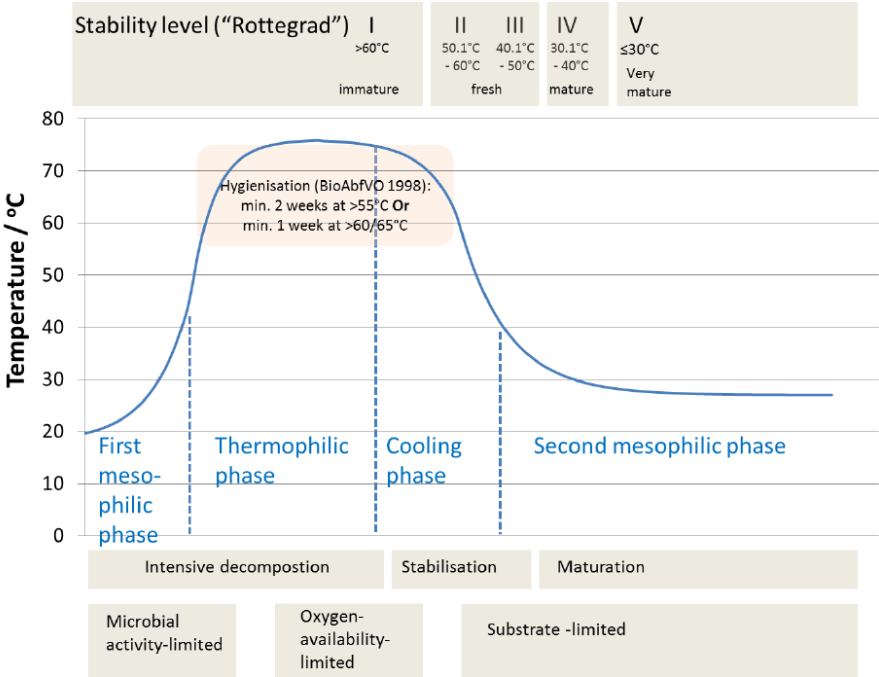 Stability level (“Rottegrad”) I II III IV V
>60°C 50.1°C 40.1°C 30.1°C ≤30°C
- 60°C - 50°C - 40°C Very
immature fresh mature mature
80
70
60
50
40
30
20
10
0
Temperature / °C
Hygienisation (BioAbfVO 1998):
min. 2 weeks at >55°C Or
min. 1 week at >60/65°C
First
meso-
philic
phase
Thermophilic
phase
Cooling
phase
Second mesophilic phase
Intensive decompostion
Stabilisation
Maturation
Microbial
activity-limited
Oxygen-
availability-
limited
Substrate -limited